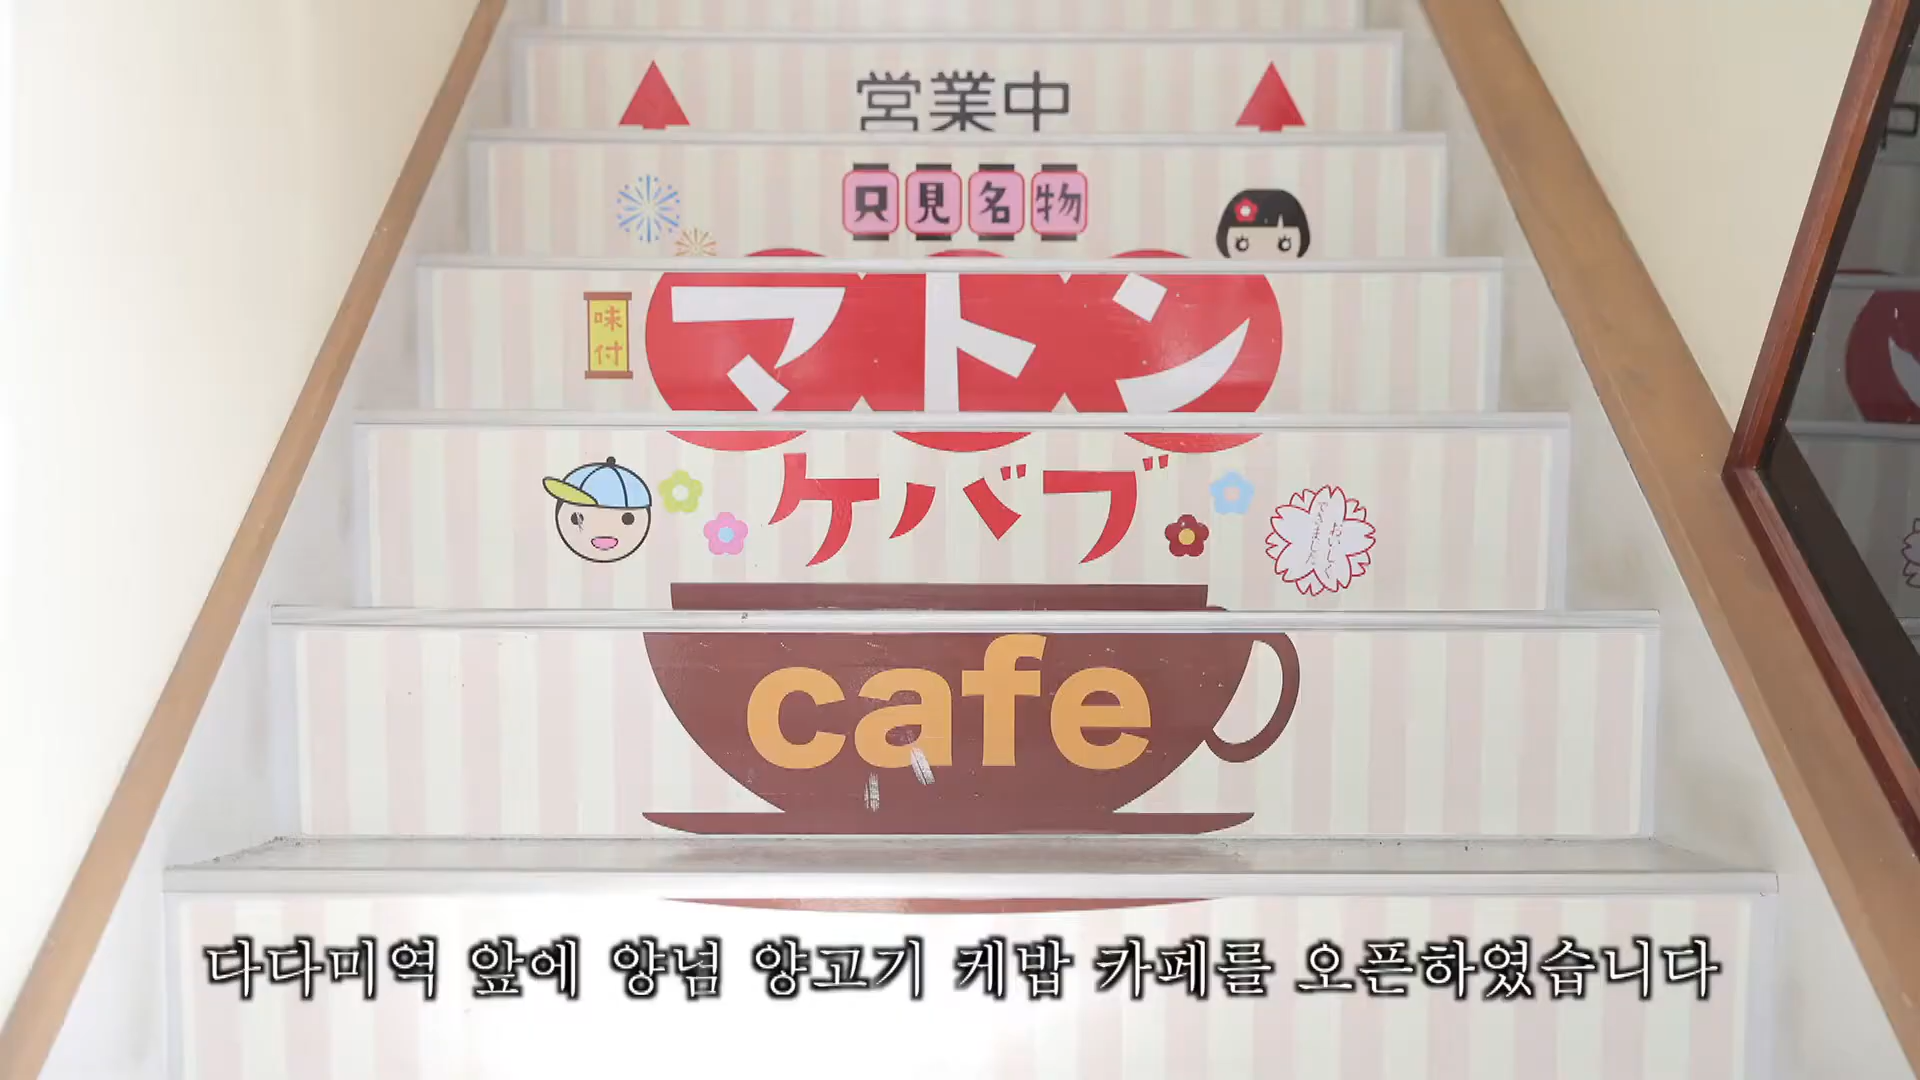 営業中
只見名物
味付
マトン
ケバブ
cafe
다다미역 앞에 양념 양고기 케밥 카페를 오픈하였습니다